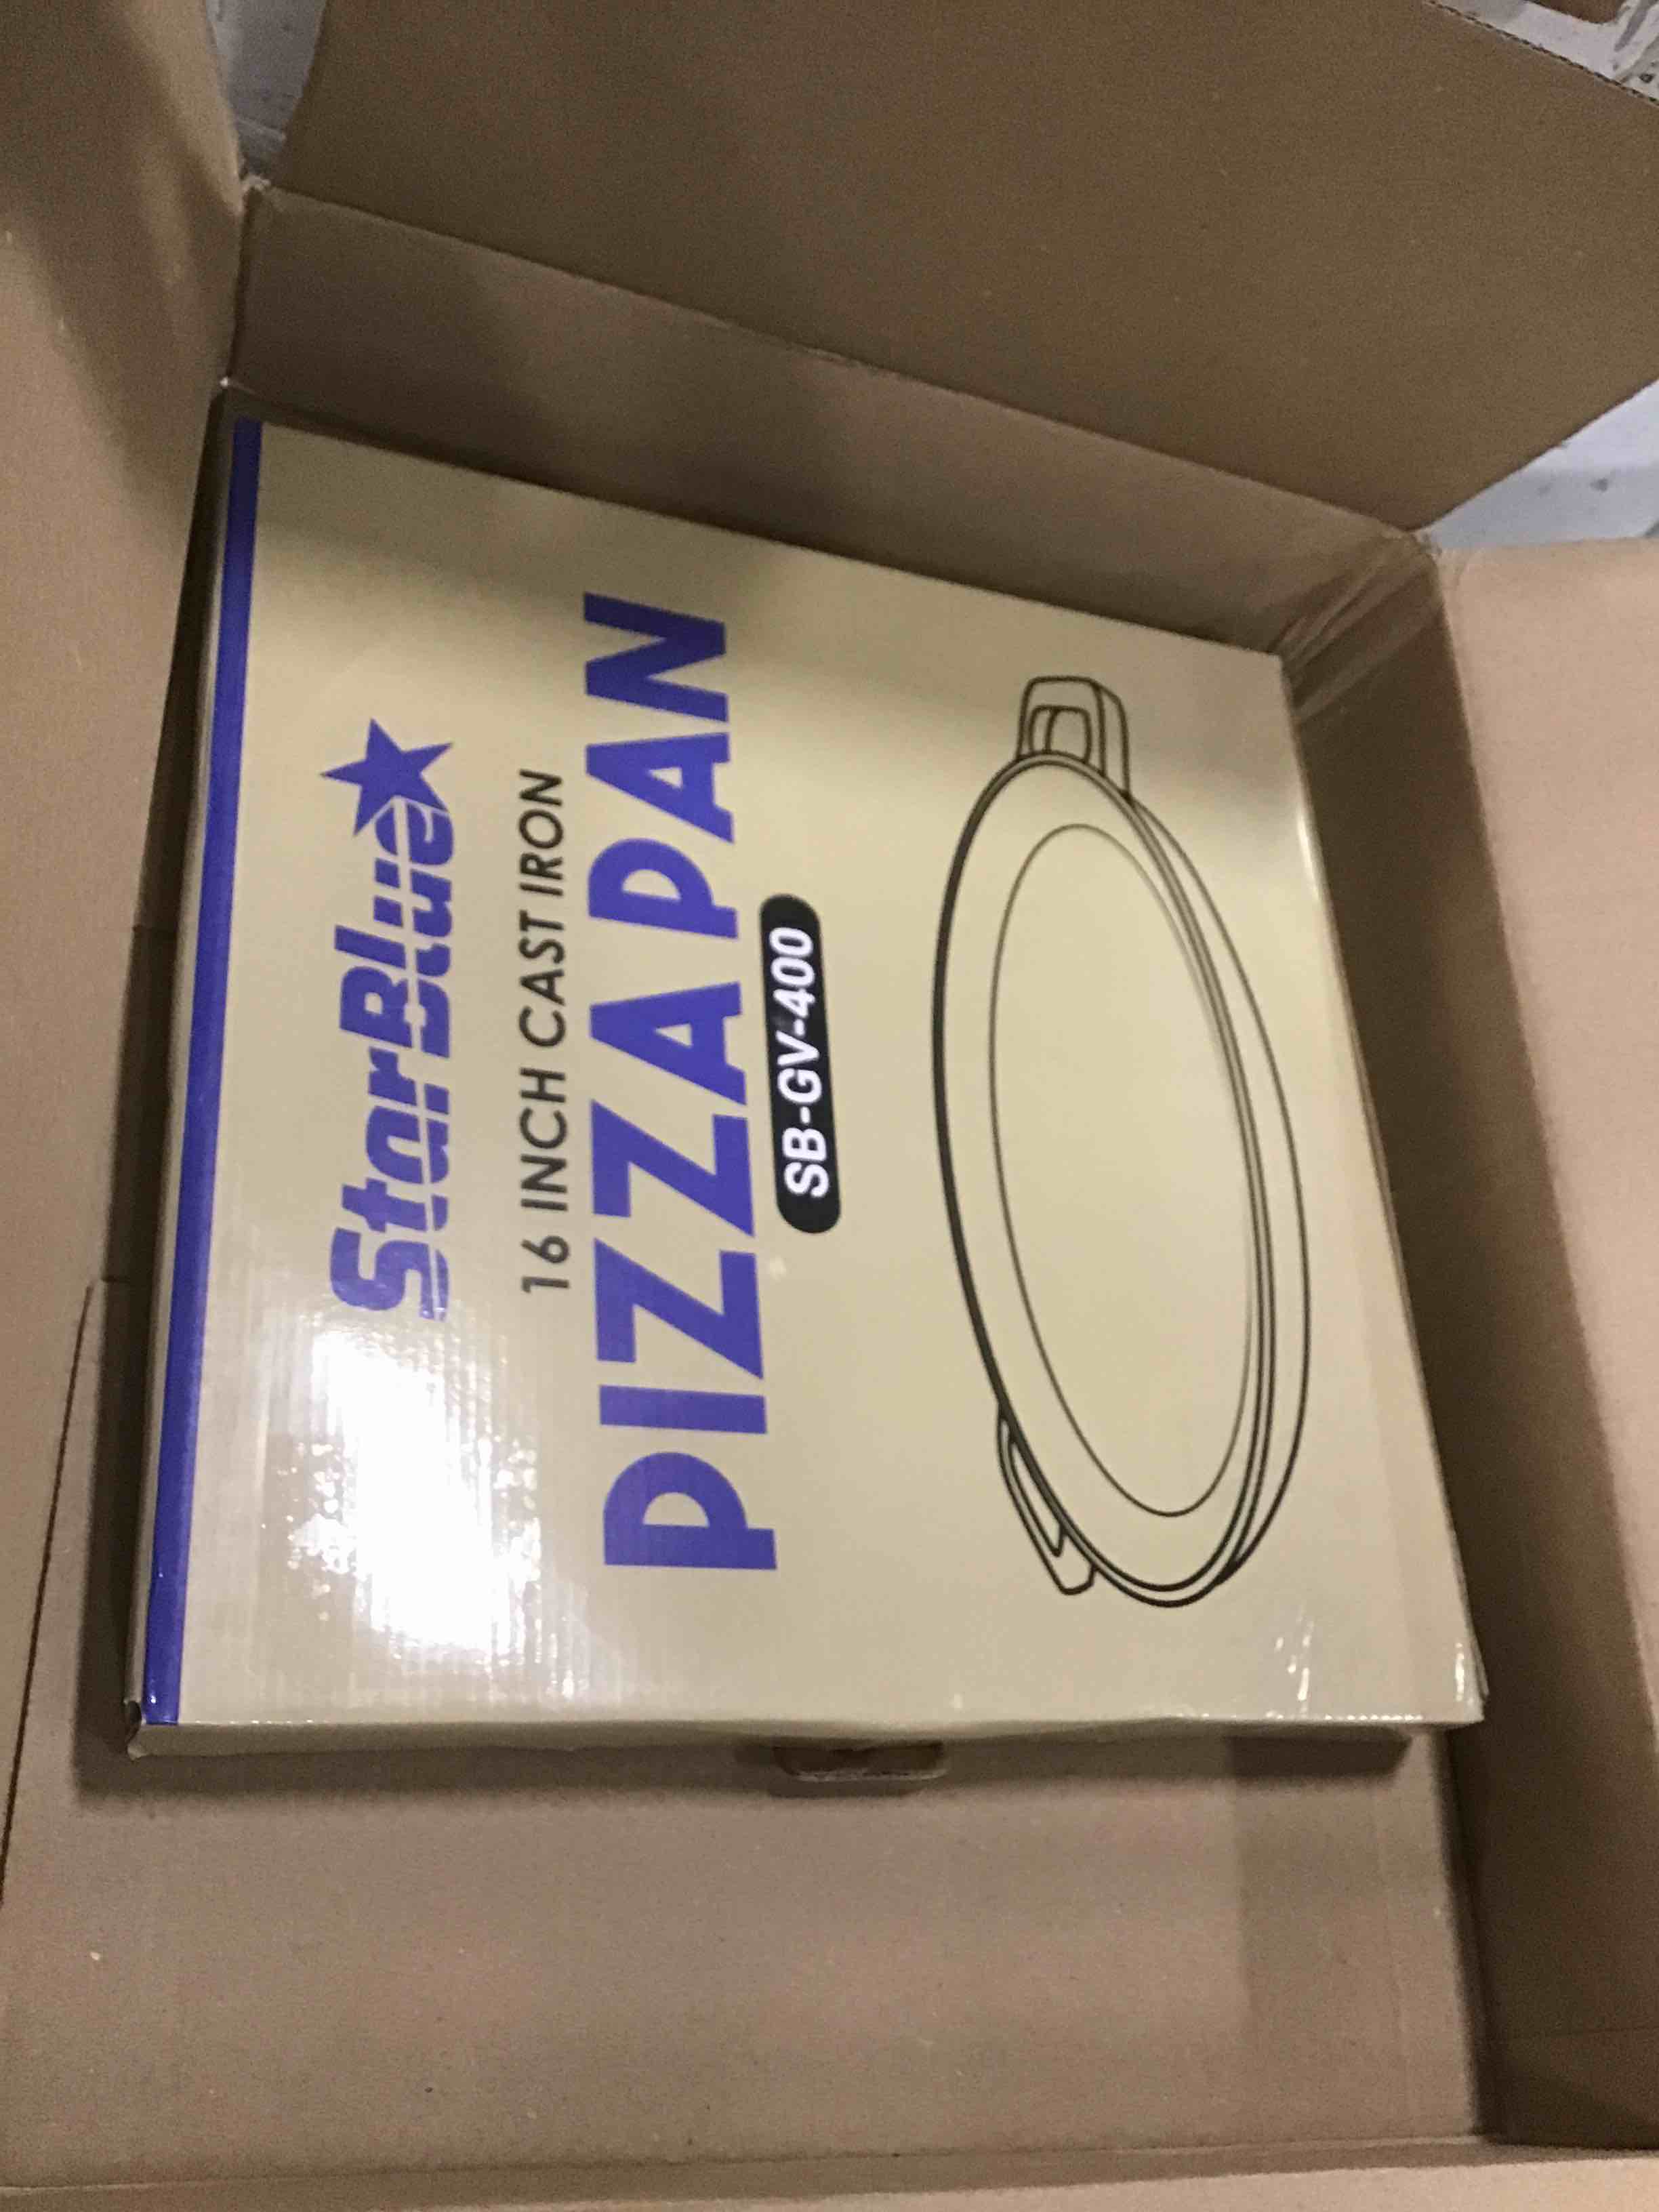 StarBlue
16 INCH CAST IRON
PIZZA PAN
SB-GV-400